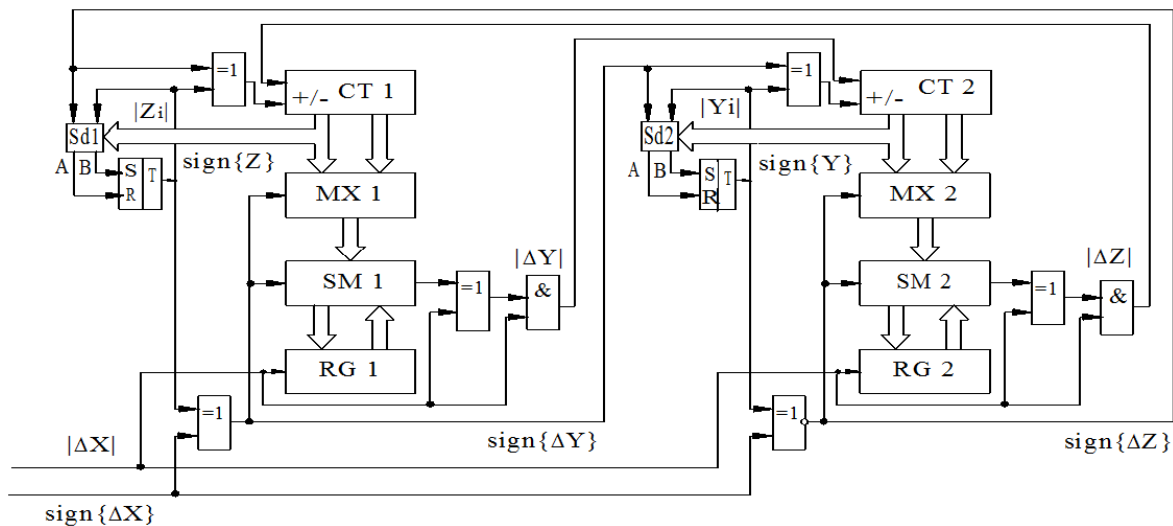 =1
+/- CT 1
|Zi|
Sd1
A B
sign{Z}
S T
R
MX 1
SM 1
=1
|ΔY|
&
RG 1
=1
sign{ΔY}
=1
+/- CT 2
|Yi|
Sd2
A B
sign{Y}
S T
R
MX 2
SM 2
=1
|ΔZ|
&
RG 2
=1
sign{ΔZ}
|ΔX|
sign{ΔX}